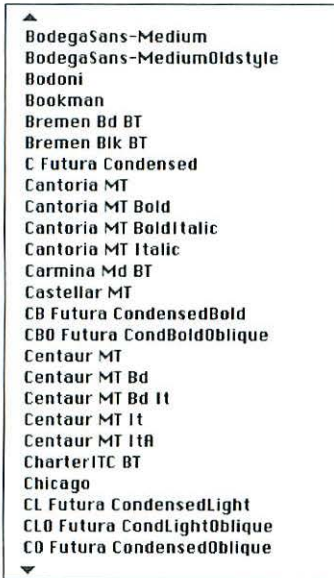 BodegaSans-Medium
BodegaSans-MediumOldstyle
Bodoni
Bookman
Bremen Bd BT
Bremen Blk BT
C Futura Condensed
Cantoria MT
Cantoria MT Bold
Cantoria MT BoldItalic
Cantoria MT Italic
Carmina Md BT
Castellar MT
CB Futura CondensedBold
CBO Futura CondBoldOblique
Centaur MT
Centaur MT Bd
Centaur MT Bd It
Centaur MT It
Centaur MT ItA
CharterITC BT
Chicago
CL Futura CondensedLight
CLO Futura CondLightOblique
CO Futura CondensedOblique